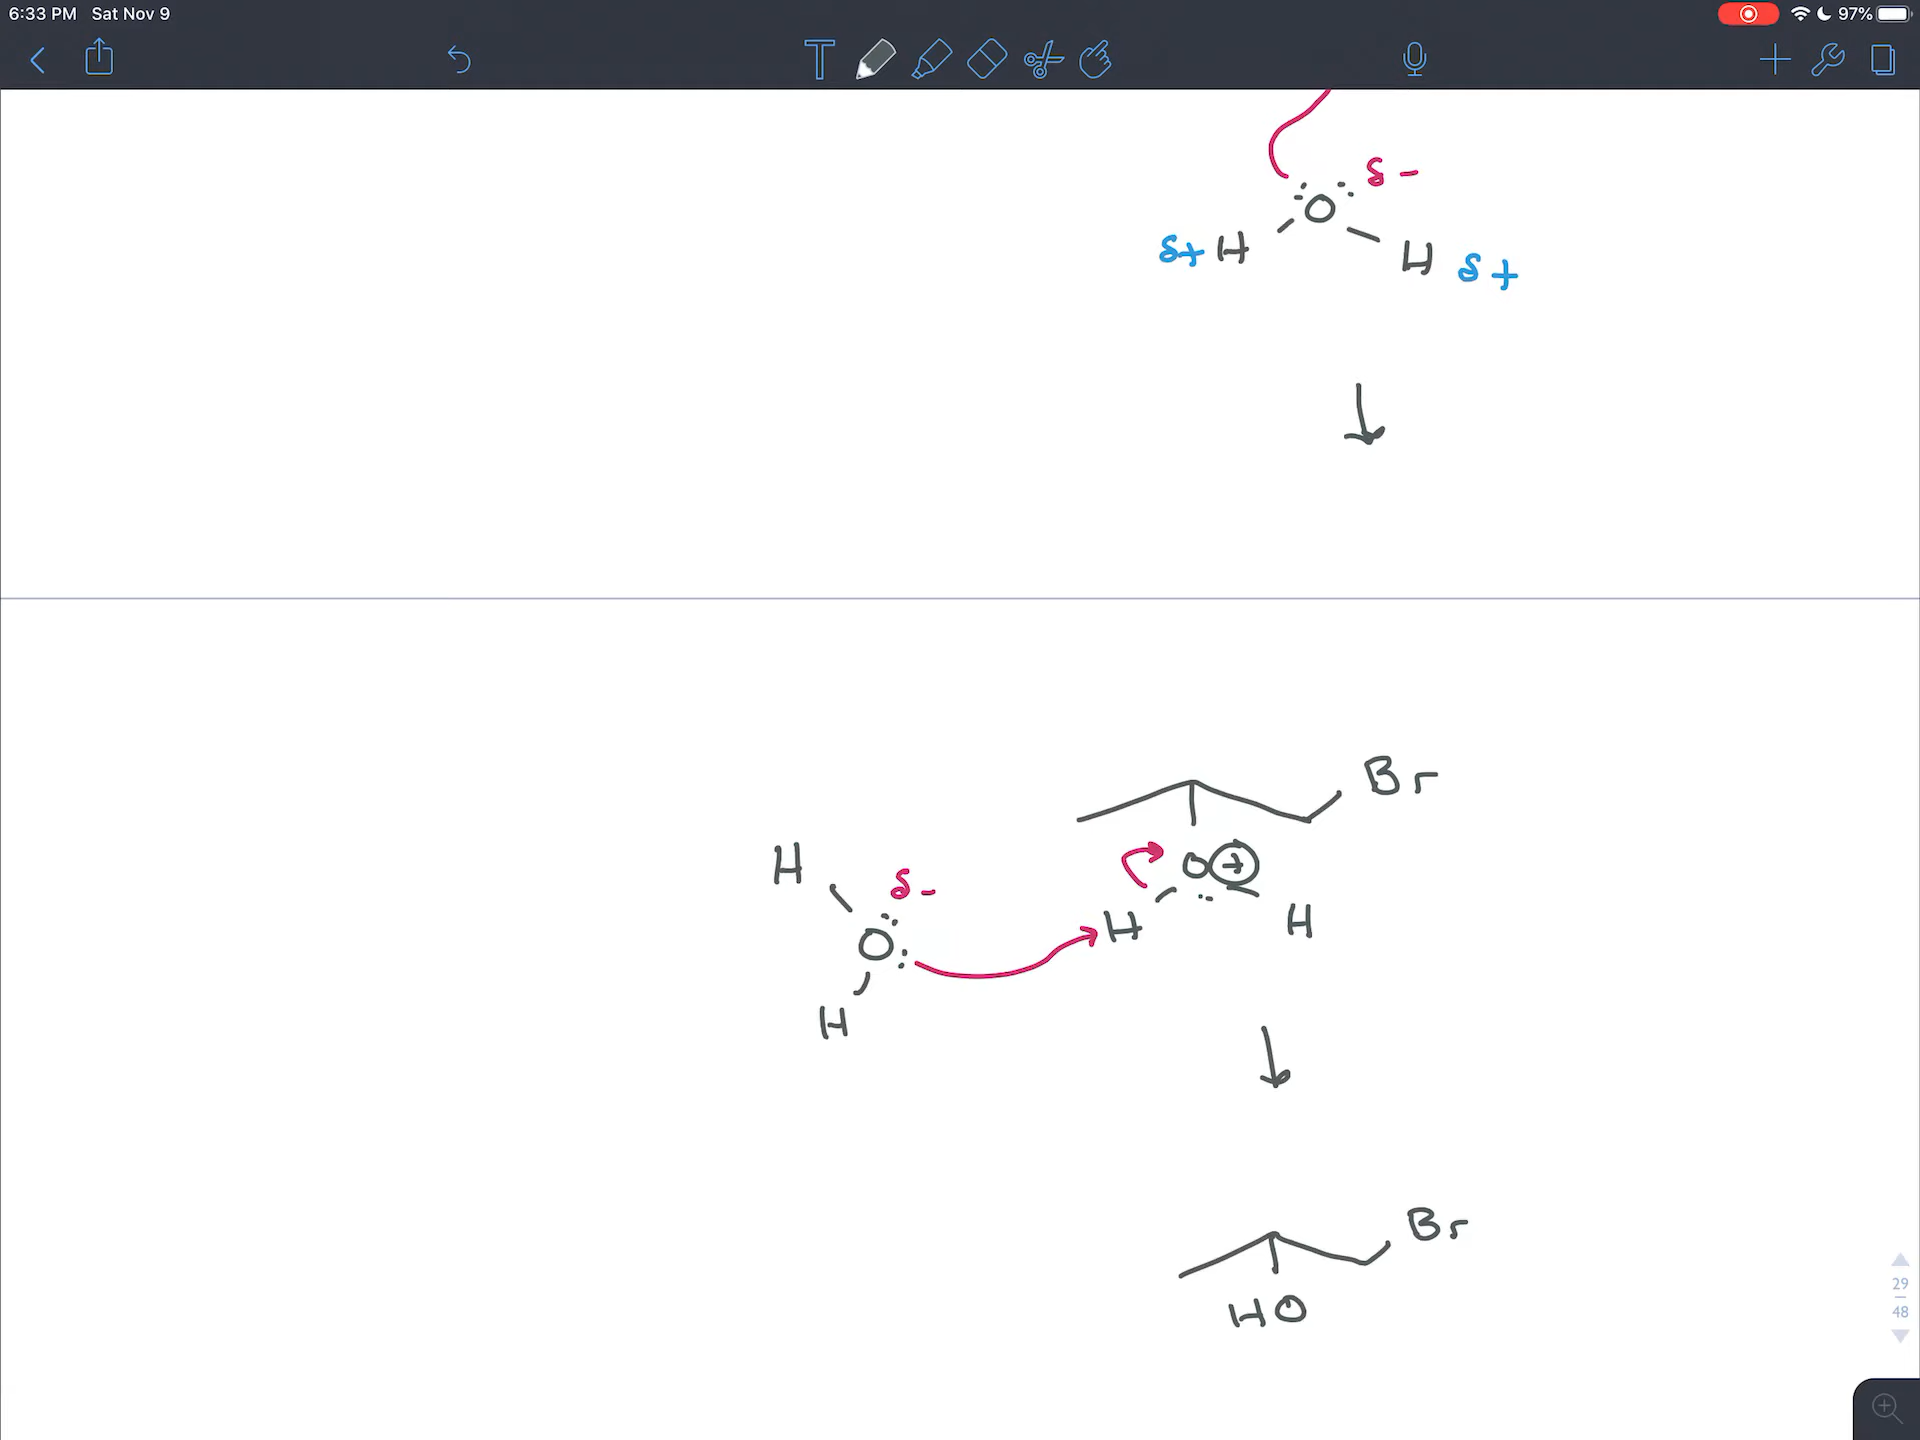 6:33 PM Sat Nov 9
97%
T
δ-
O
δ+ H
H δ+
Br
H
δ-
O +
H
H
O
H
Br
HO
29
48